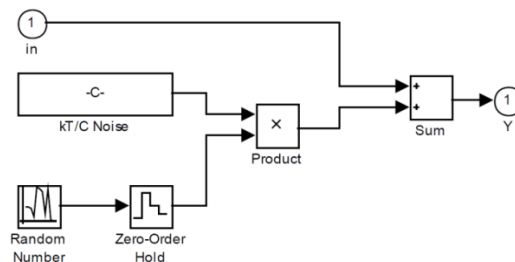 1
in
-C-
kT/C Noise
×
Product
+
+
Sum
1
Y
Random
Number
Zero-Order
Hold